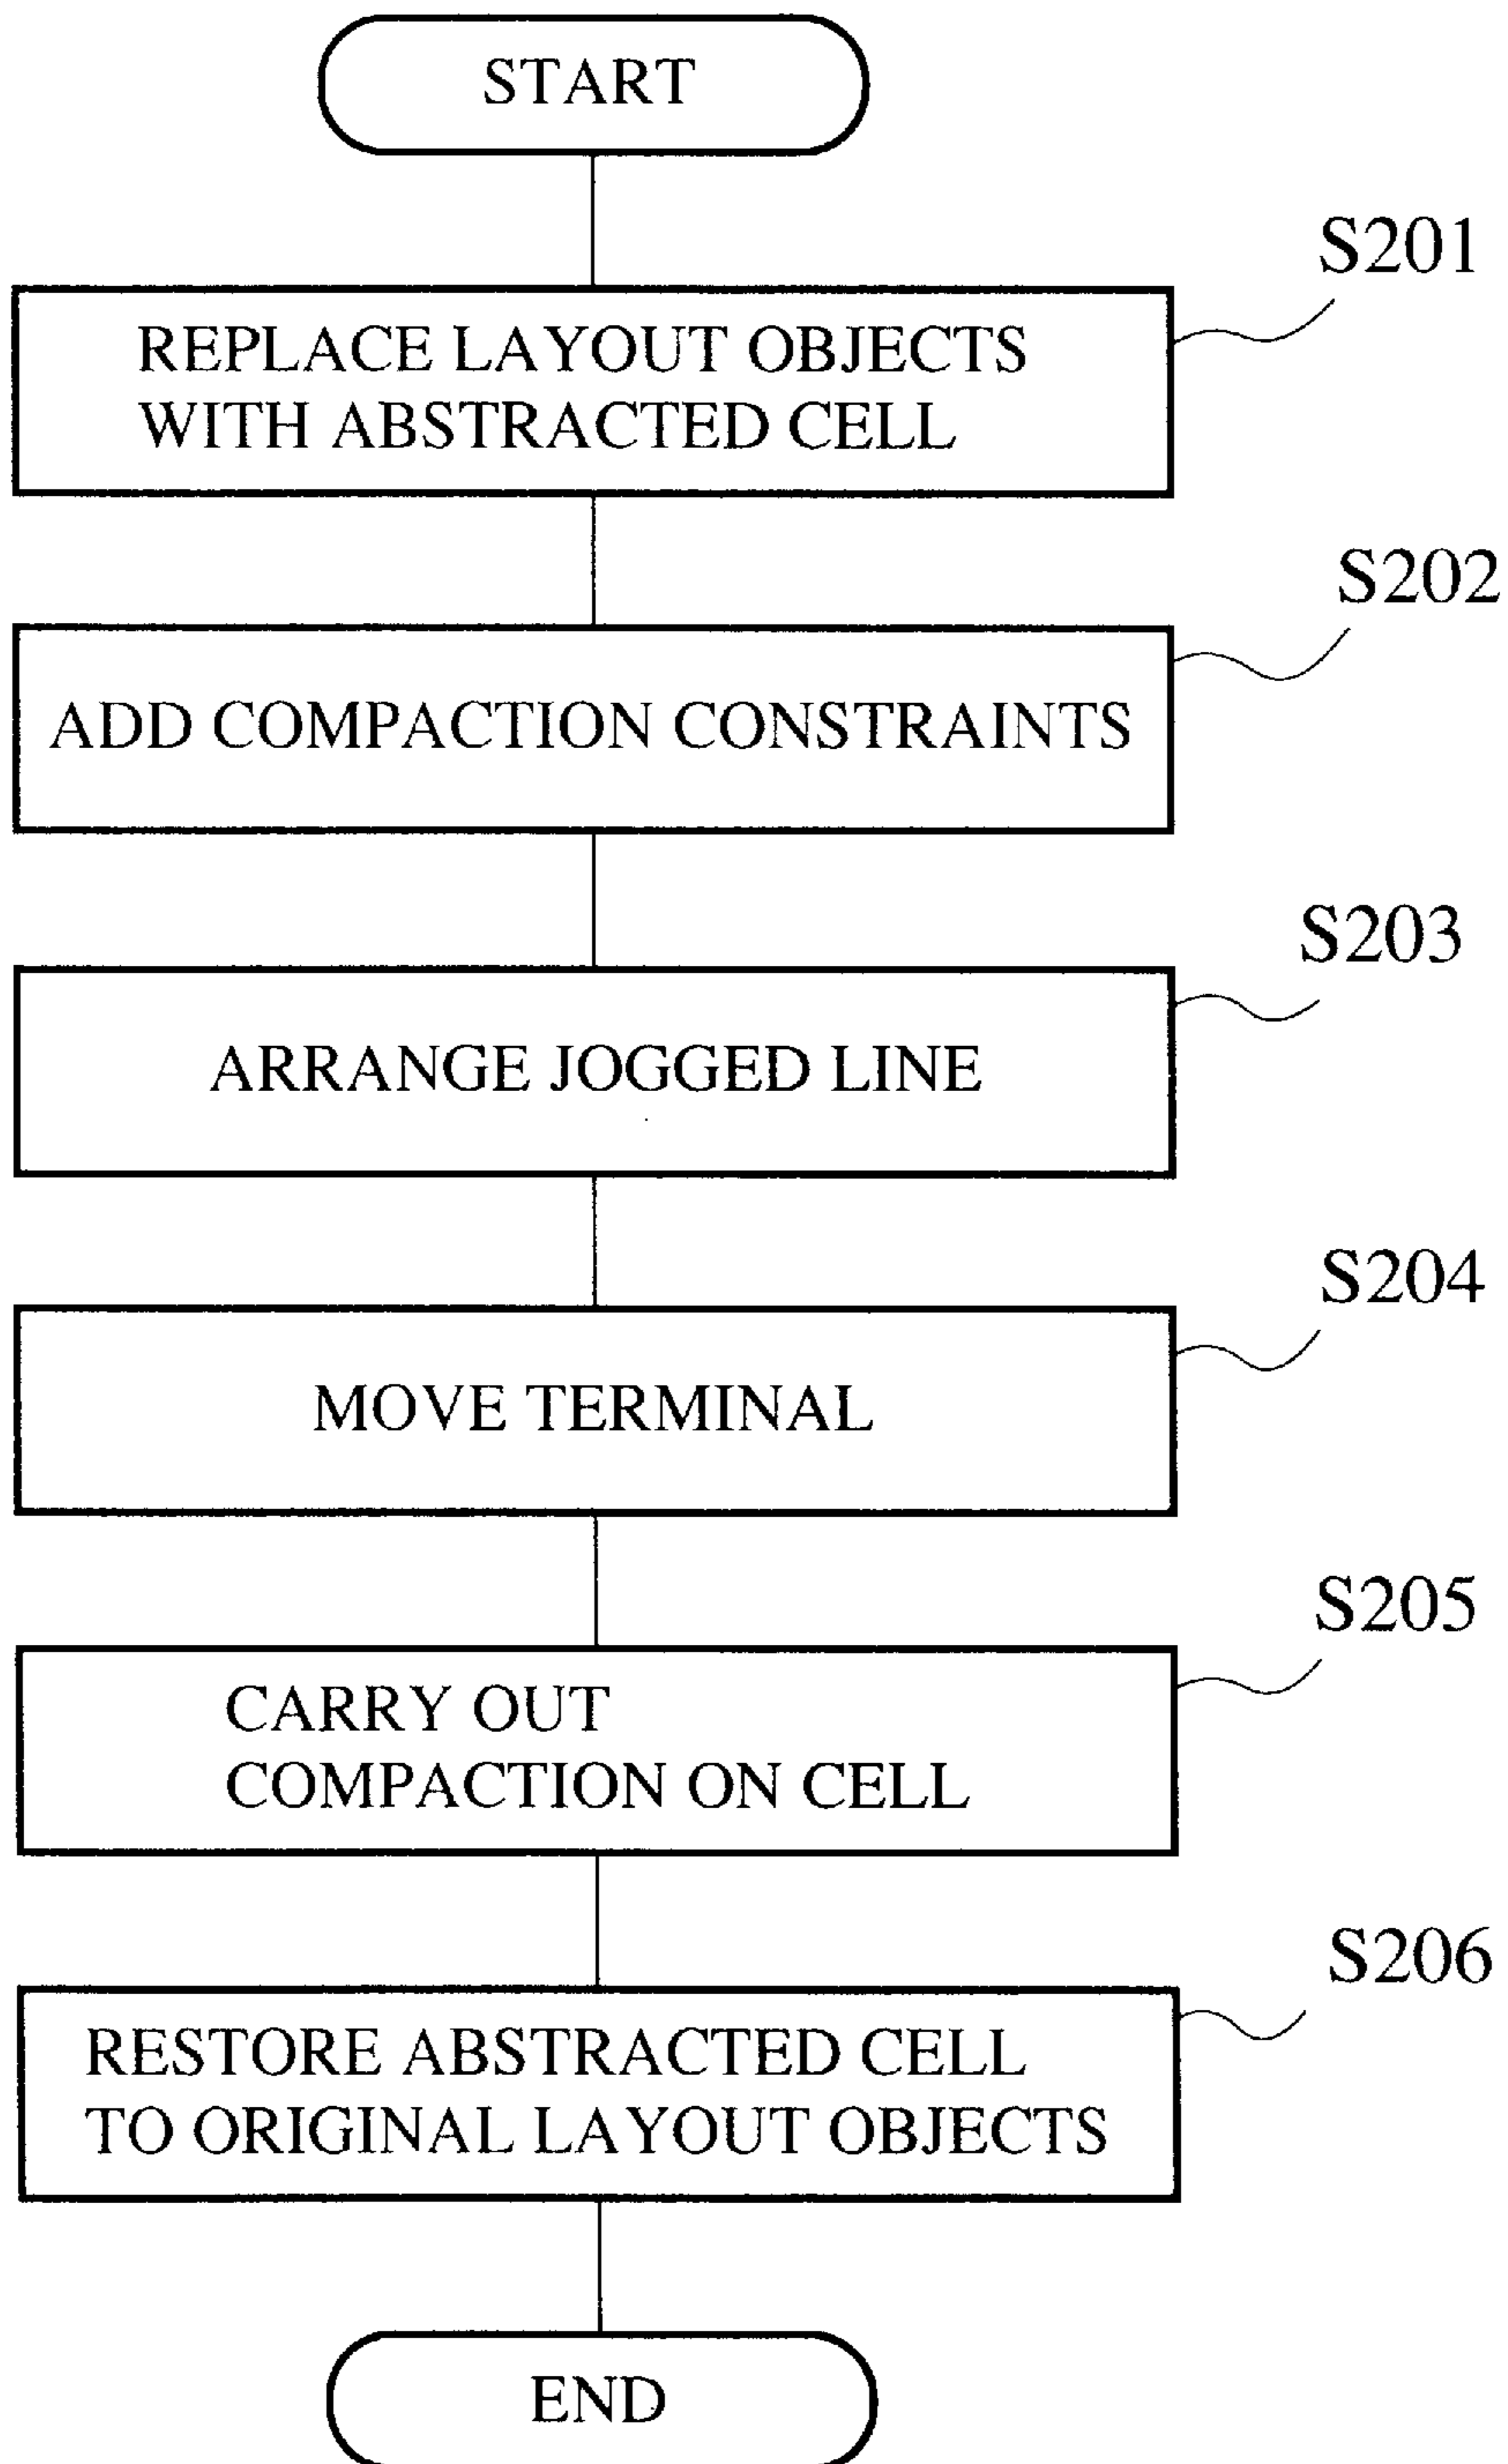 START
S201
REPLACE LAYOUT OBJECTS
WITH ABSTRACTED CELL
S202
ADD COMPACTION CONSTRAINTS
S203
ARRANGE JOGGED LINE
S204
MOVE TERMINAL
S205
CARRY OUT
COMPACTION ON CELL
S206
RESTORE ABSTRACTED CELL
TO ORIGINAL LAYOUT OBJECTS
END